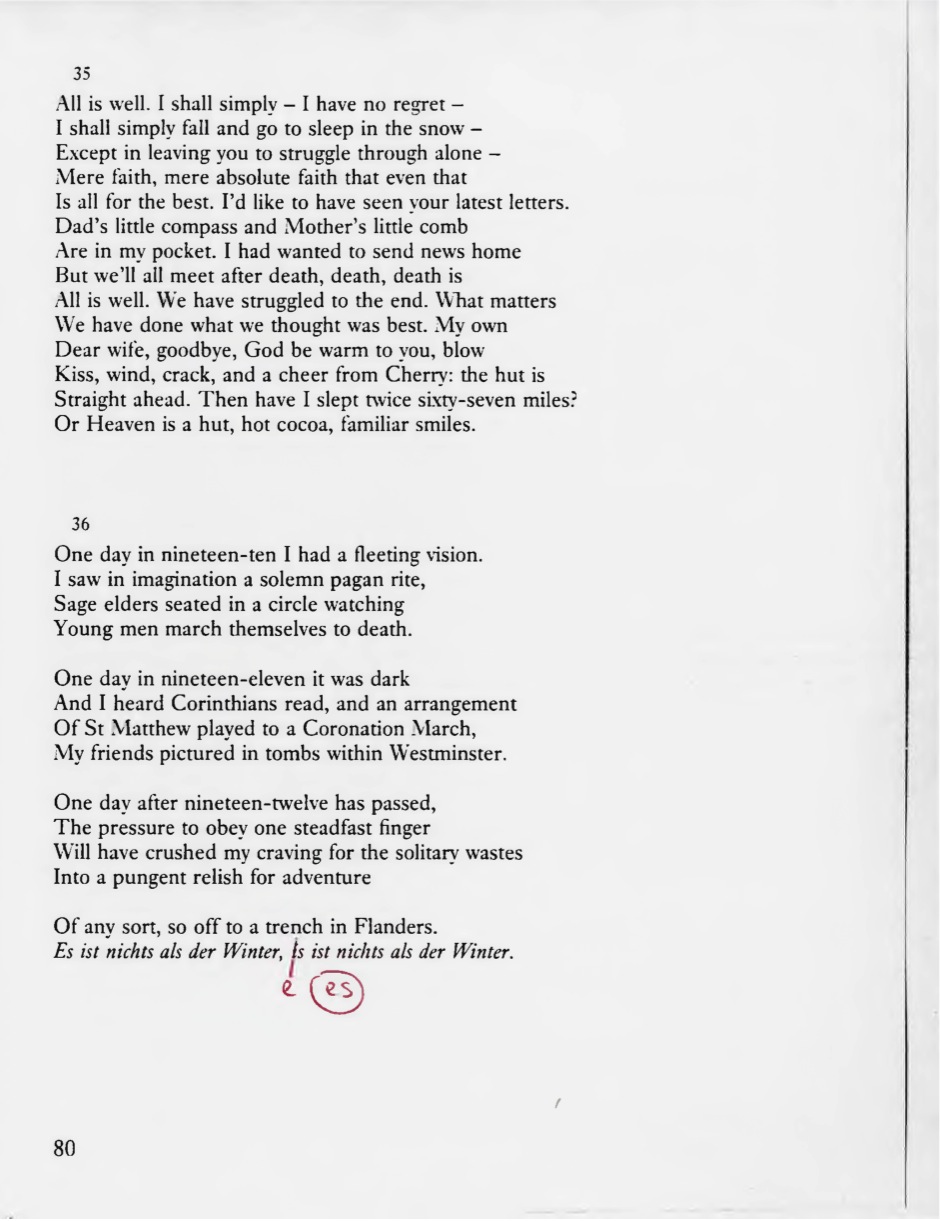 35
All is well. I shall simply – I have no regret –
I shall simply fall and go to sleep in the snow –
Except in leaving you to struggle through alone –
Mere faith, mere absolute faith that even that
Is all for the best. I'd like to have seen your latest letters.
Dad's little compass and Mother's little comb
Are in my pocket. I had wanted to send news home
But we'll all meet after death, death, death is
All is well. We have struggled to the end. What matters
We have done what we thought was best. My own
Dear wife, goodbye, God be warm to you, blow
Kiss, wind, crack, and a cheer from Cherry: the hut is
Straight ahead. Then have I slept twice sixty-seven miles?
Or Heaven is a hut, hot cocoa, familiar smiles.
36
One day in nineteen-ten I had a fleeting vision.
I saw in imagination a solemn pagan rite,
Sage elders seated in a circle watching
Young men march themselves to death.
One day in nineteen-eleven it was dark
And I heard Corinthians read, and an arrangement
Of St Matthew played to a Coronation March,
My friends pictured in tombs within Westminster.
One day after nineteen-twelve has passed,
The pressure to obey one steadfast finger
Will have crushed my craving for the solitary wastes
Into a pungent relish for adventure
Of any sort, so off to a trench in Flanders.
Es ist nichts als der Winter, is ist nichts als der Winter.
e es
80